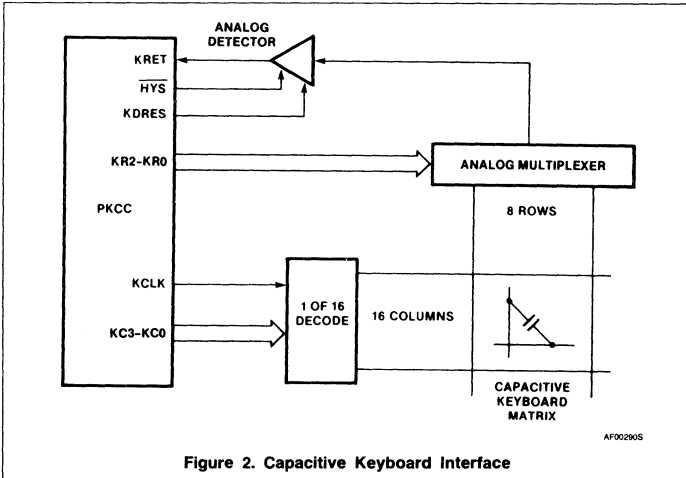 ANALOG
DETECTOR
KRET
HYS
KDRES
KR2-KR0
ANALOG MULTIPLEXER
PKCC
8 ROWS
KCLK
1 OF 16
DECODE
16 COLUMNS
KC3-KC0
CAPACITIVE
KEYBOARD
MATRIX
AF00290S
Figure 2. Capacitive Keyboard Interface